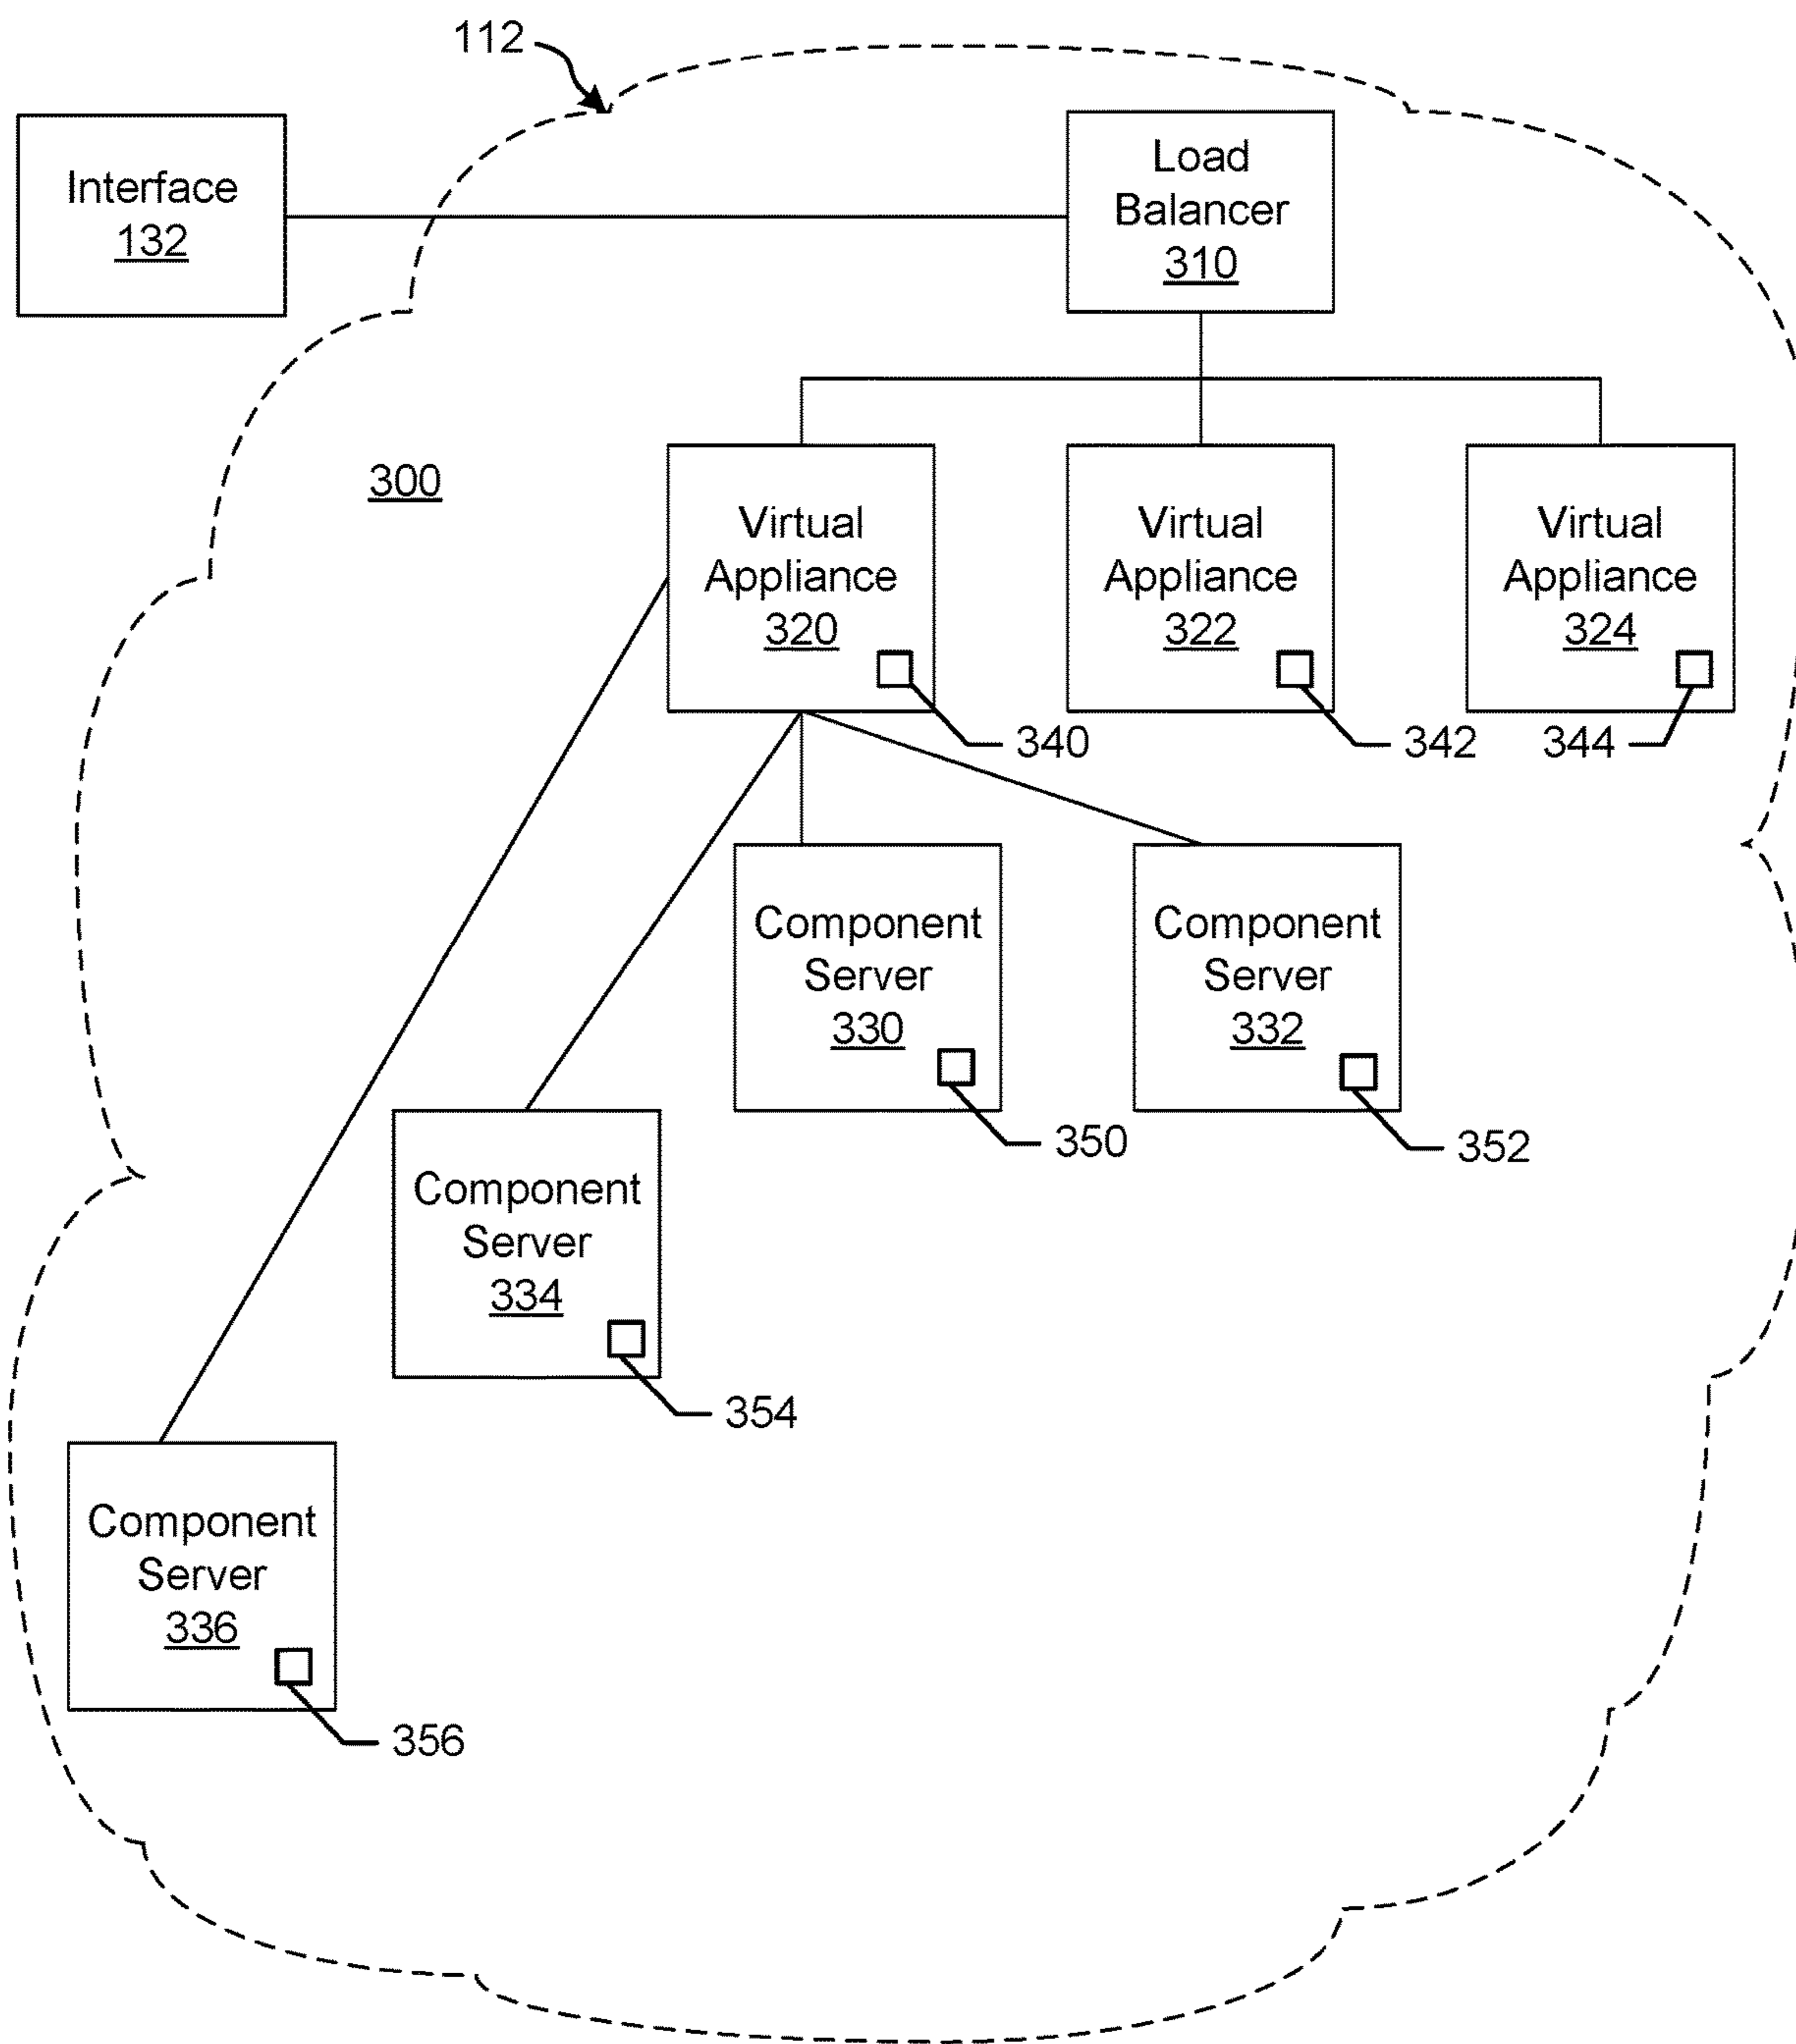 112
Interface
132
Load
Balancer
310
300
Virtual
Appliance
320
Virtual
Appliance
322
Virtual
Appliance
324
340
342
344
Component
Server
330
Component
Server
332
350
352
Component
Server
334
354
Component
Server
336
356